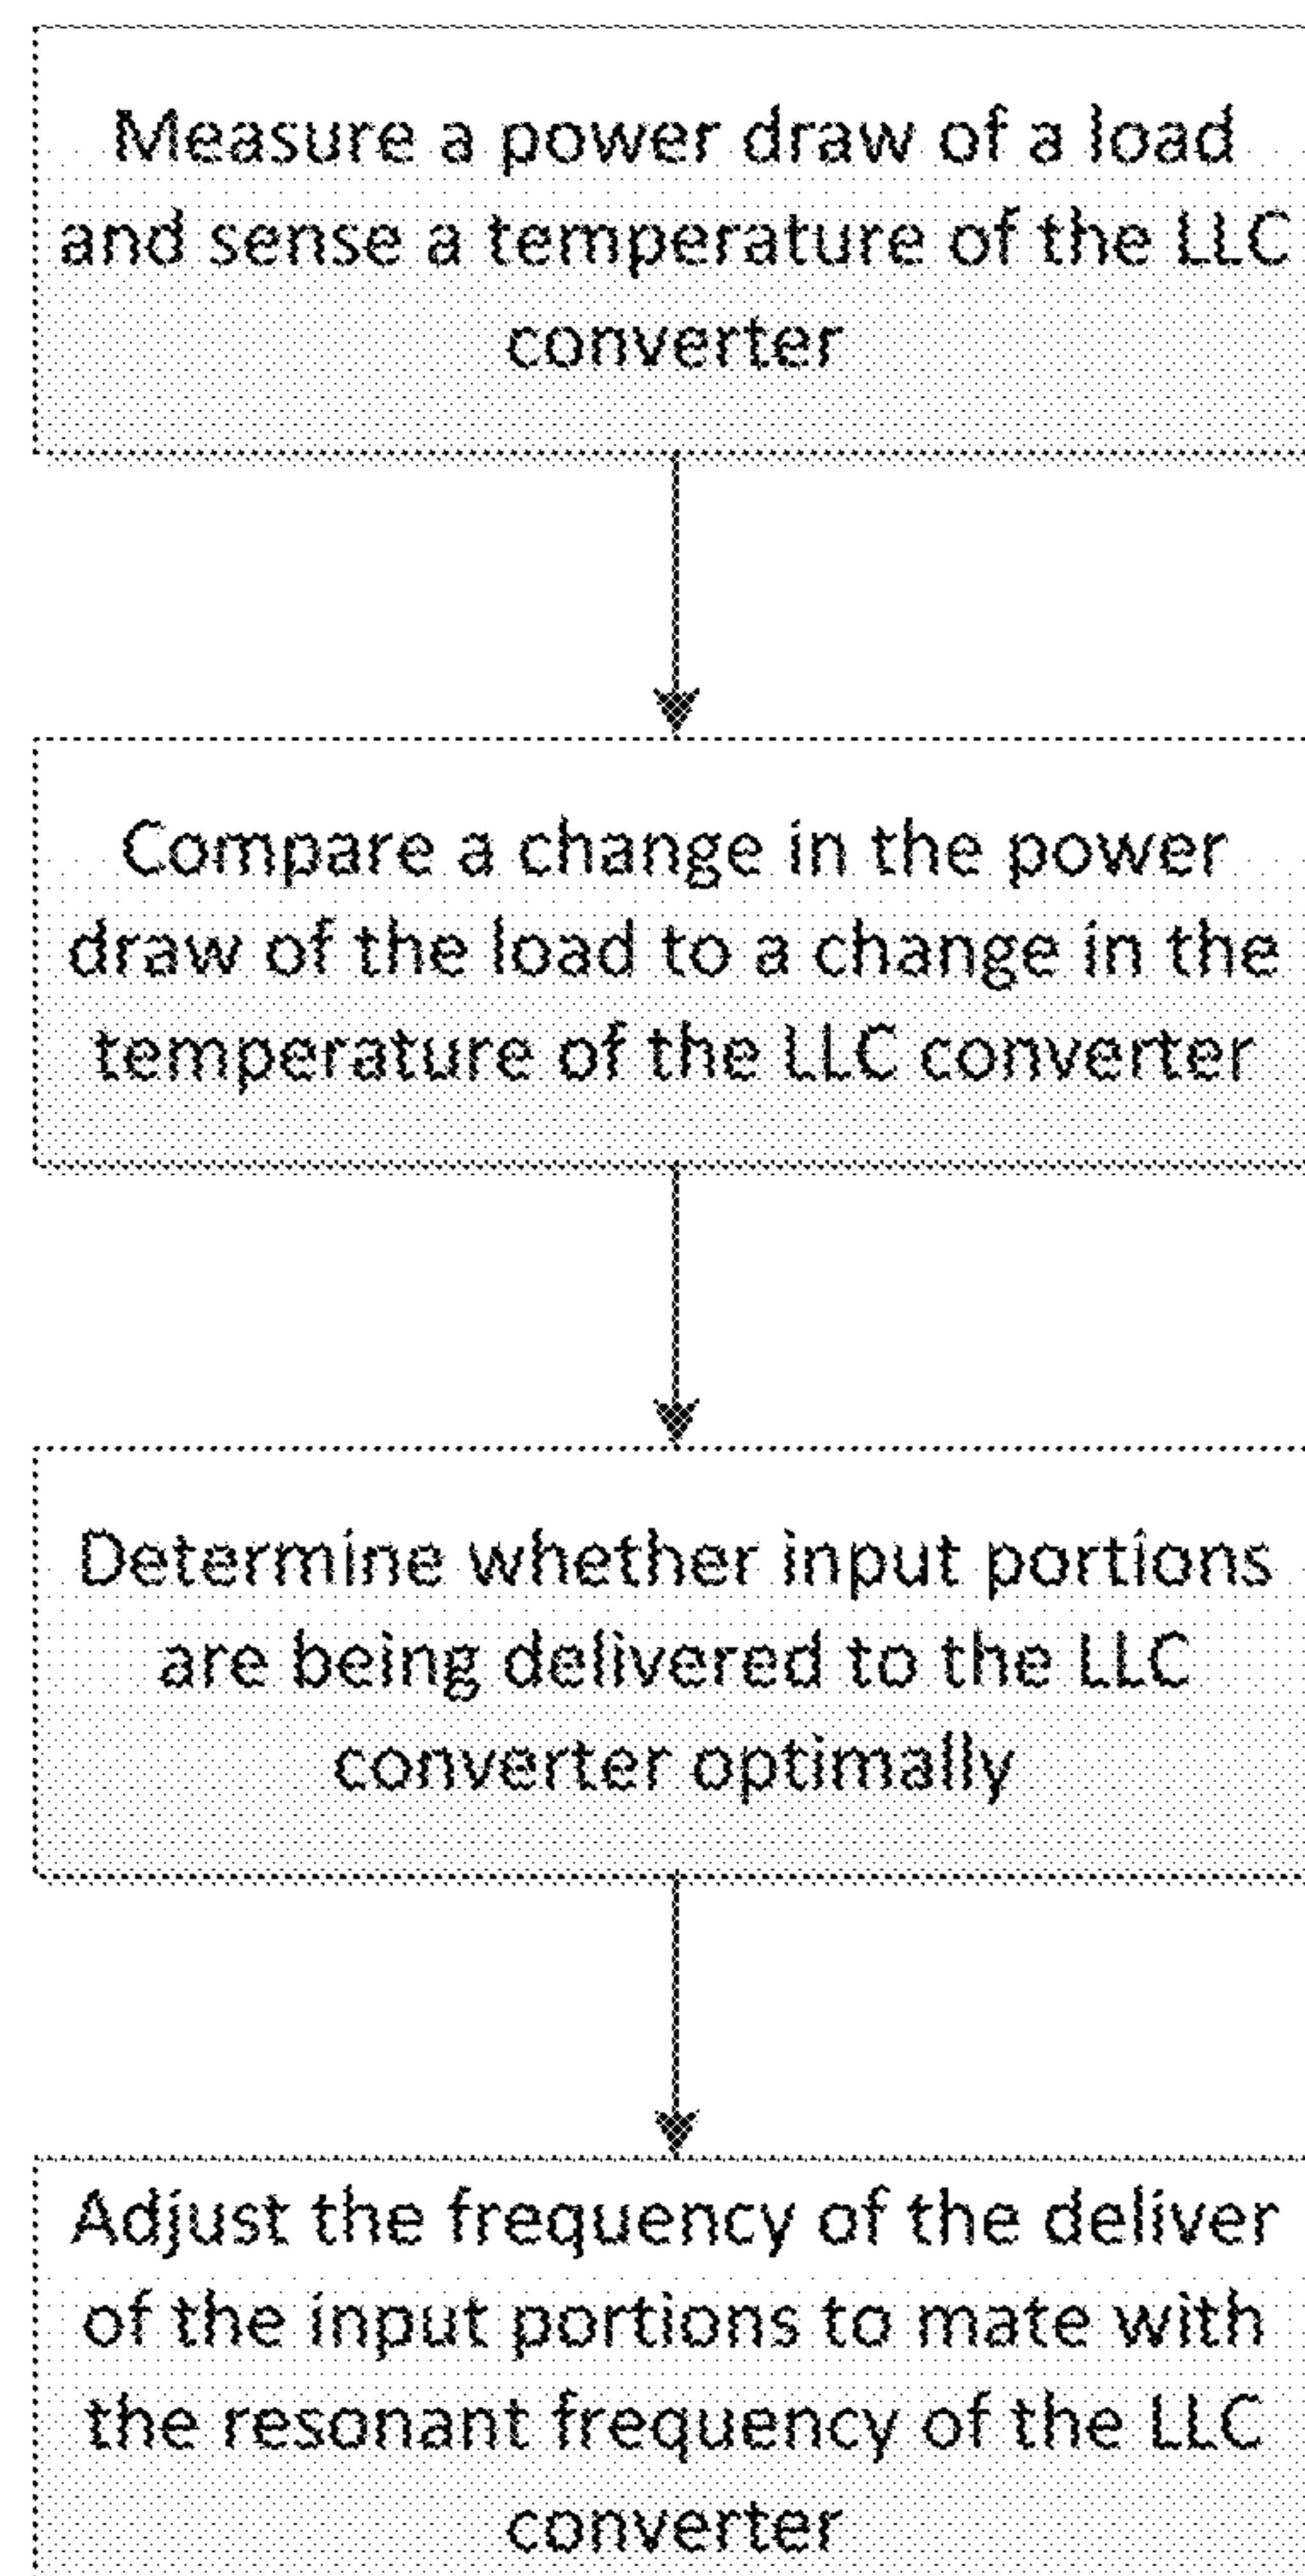 Measure a power draw of a load
and sense a temperature of the LLC
converter
Compare a change in the power
draw of the load to a change in the
temperature of the LLC converter
Determine whether input portions
are being delivered to the LLC
converter optimally
Adjust the frequency of the deliver
of the input portions to mate with
the resonant frequency of the LLC
converter